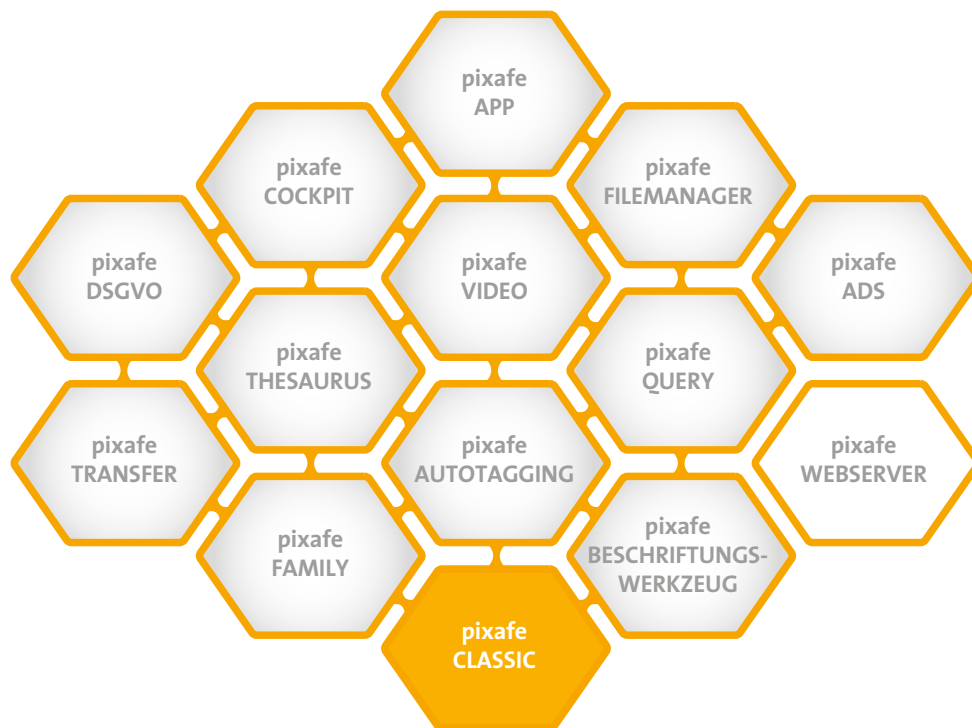 pixafe
APP
pixafe
COCKPIT
pixafe
FILEMANAGER
pixafe
DSGVO
pixafe
VIDEO
pixafe
ADS
pixafe
THESAURUS
pixafe
QUERY
pixafe
TRANSFER
pixafe
AUTOTAGGING
pixafe
WEBSERVER
pixafe
FAMILY
pixafe
BESCHRIFTUNGS-
WERKZEUG
pixafe
CLASSIC